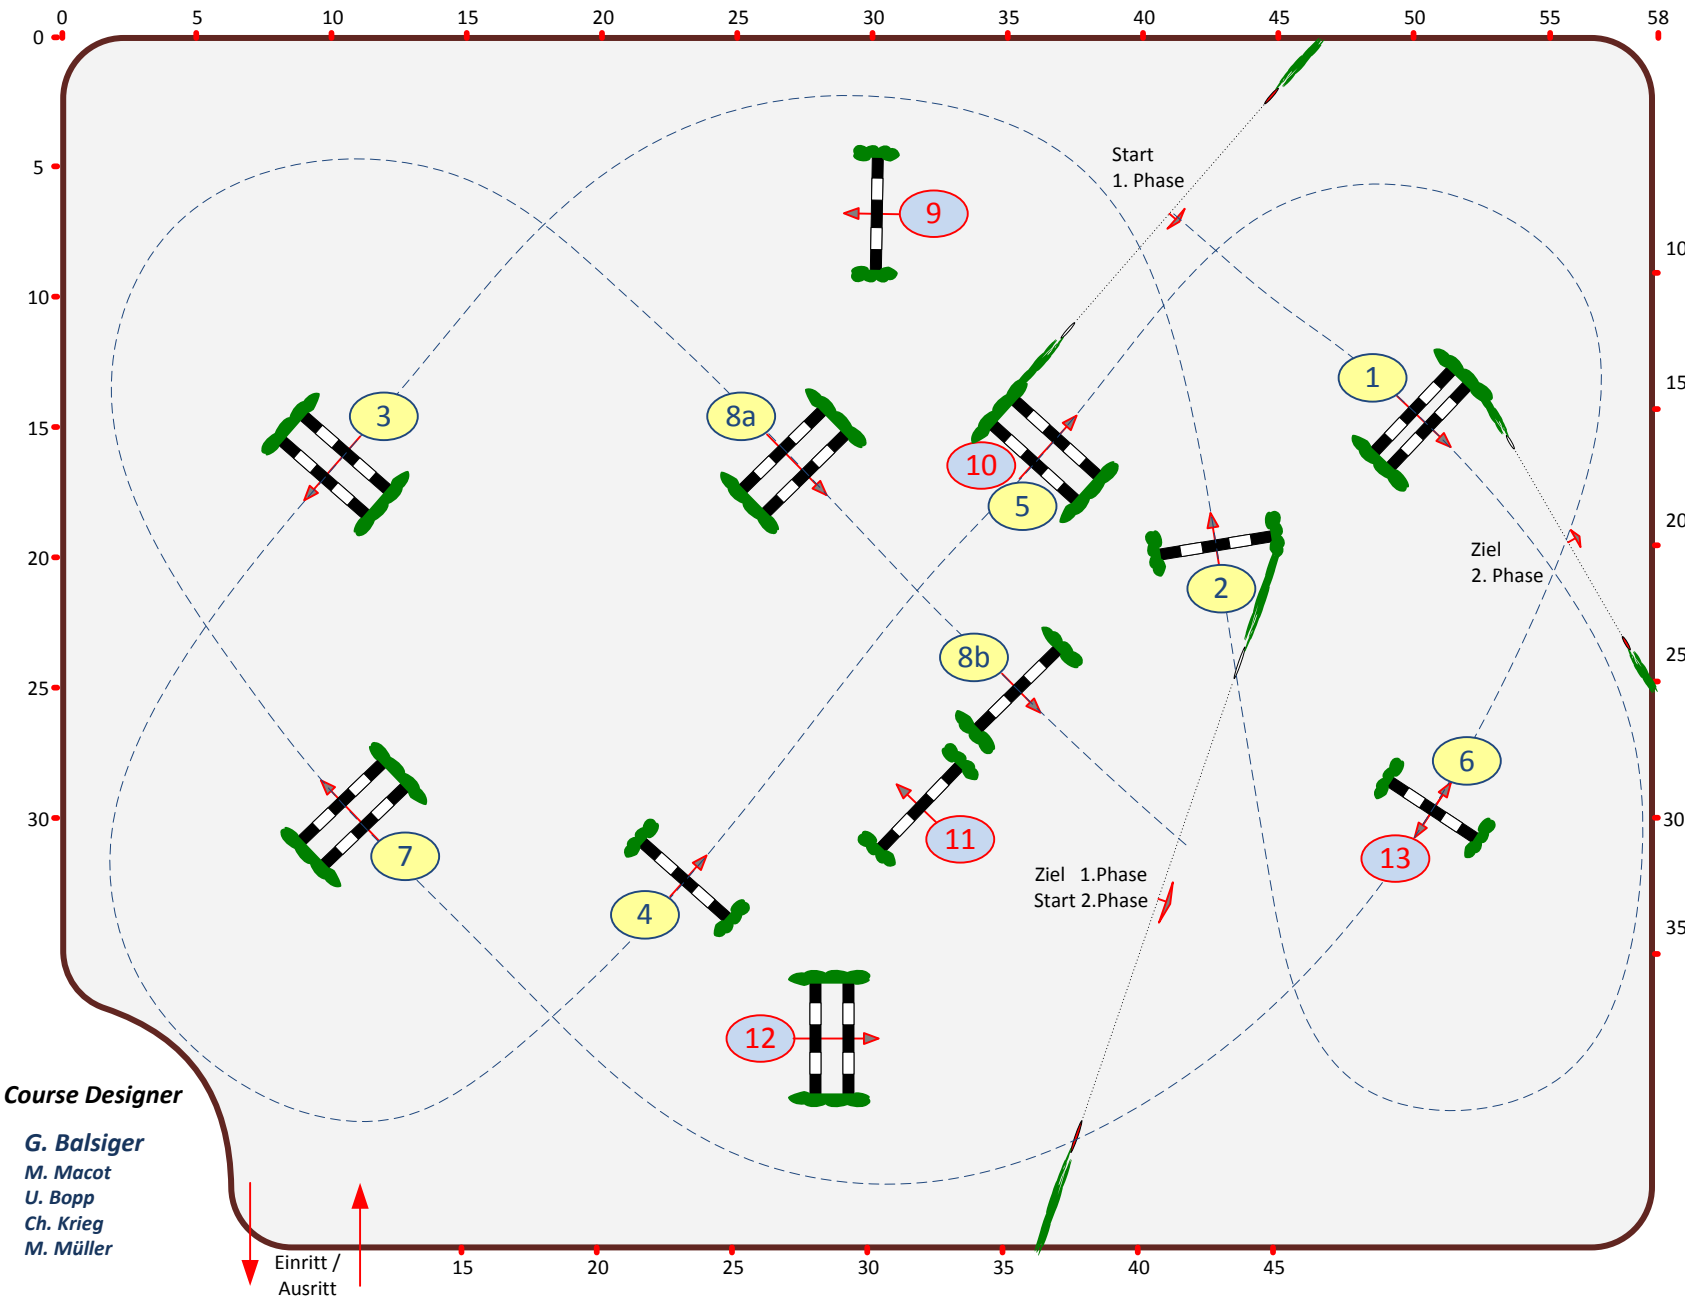 0 5 10 15 20 25 30 35 40 45 50 55 58
0
Start
1. Phase
5
9
10
10
1
15
3
8a
15
10
5
20
Ziel
2. Phase
20
2
8b
25
25
6
30
11
30
7
13
Ziel 1.Phase
Start 2.Phase
4
35
12
Course Designer
G. Balsiger
M. Macot
U. Bopp
Ch. Krieg
M. Müller
Einritt /
Ausritt
15 20 25 30 35 40 45